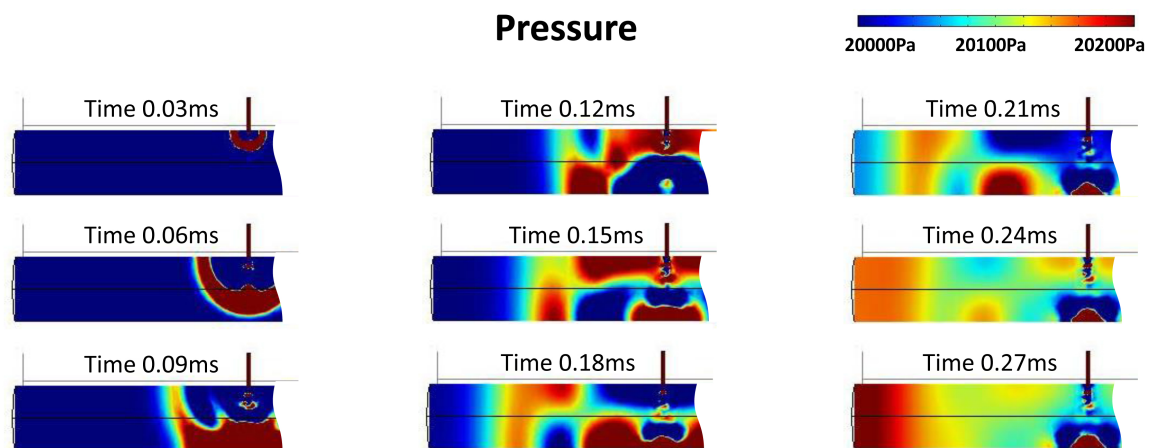 Pressure
20000Pa 20100Pa 20200Pa
Time 0.03ms Time 0.12ms Time 0.21ms
Time 0.06ms Time 0.15ms Time 0.24ms
Time 0.09ms Time 0.18ms Time 0.27ms